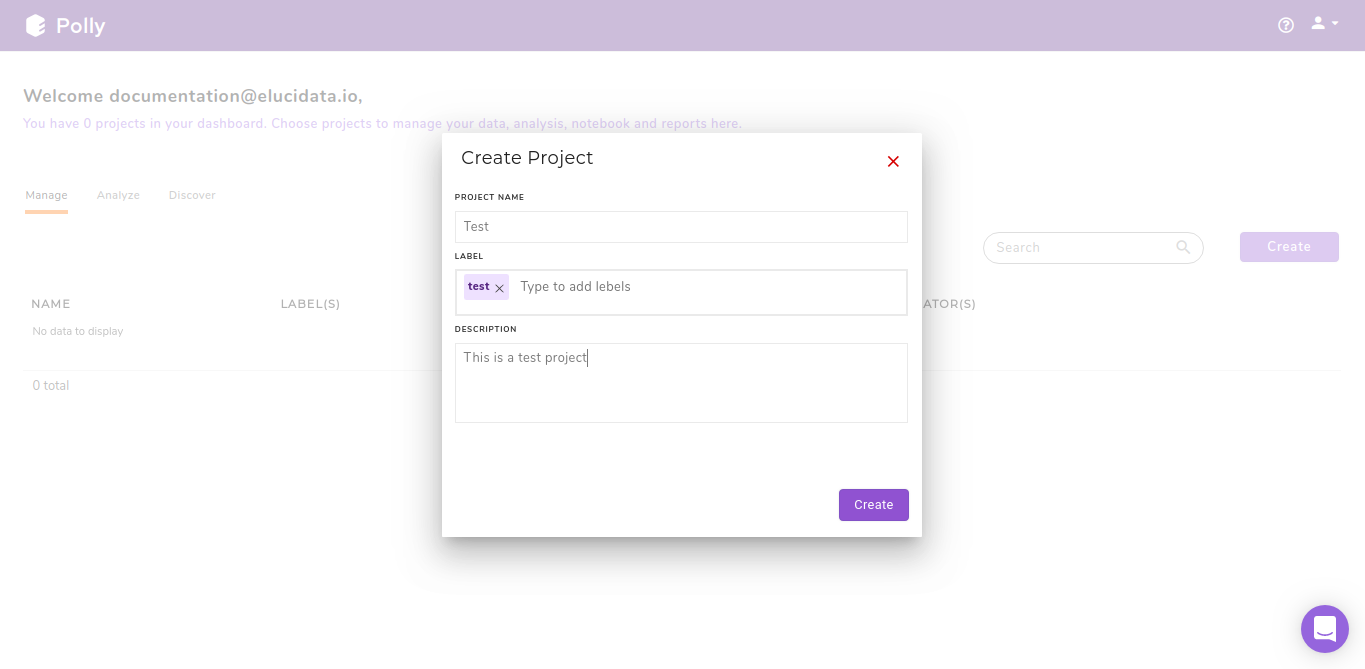 Polly
Welcome documentation@elucidata.io,
You have 0 projects in your dashboard. Choose projects to manage your data, analysis, notebook and reports here.
Manage Analyze Discover
Search Create
NAME LABEL(S) ATOR(S)
No data to display
0 total
Create Project
PROJECT NAME
Test
LABEL
test Type to add lebels
DESCRIPTION
This is a test project
Create